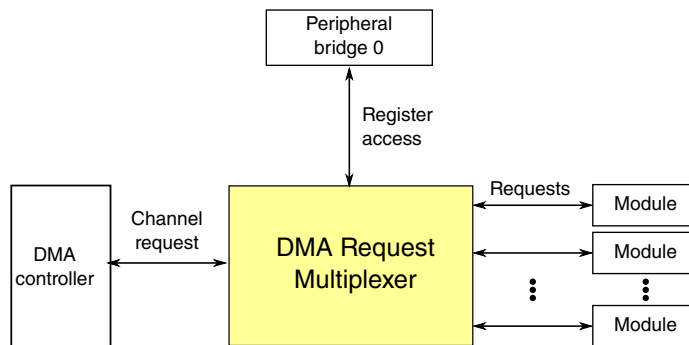 Peripheral
bridge 0
Register
access
Requests
Module
Channel
request
DMA
controller
DMA Request
Multiplexer
Module
Module